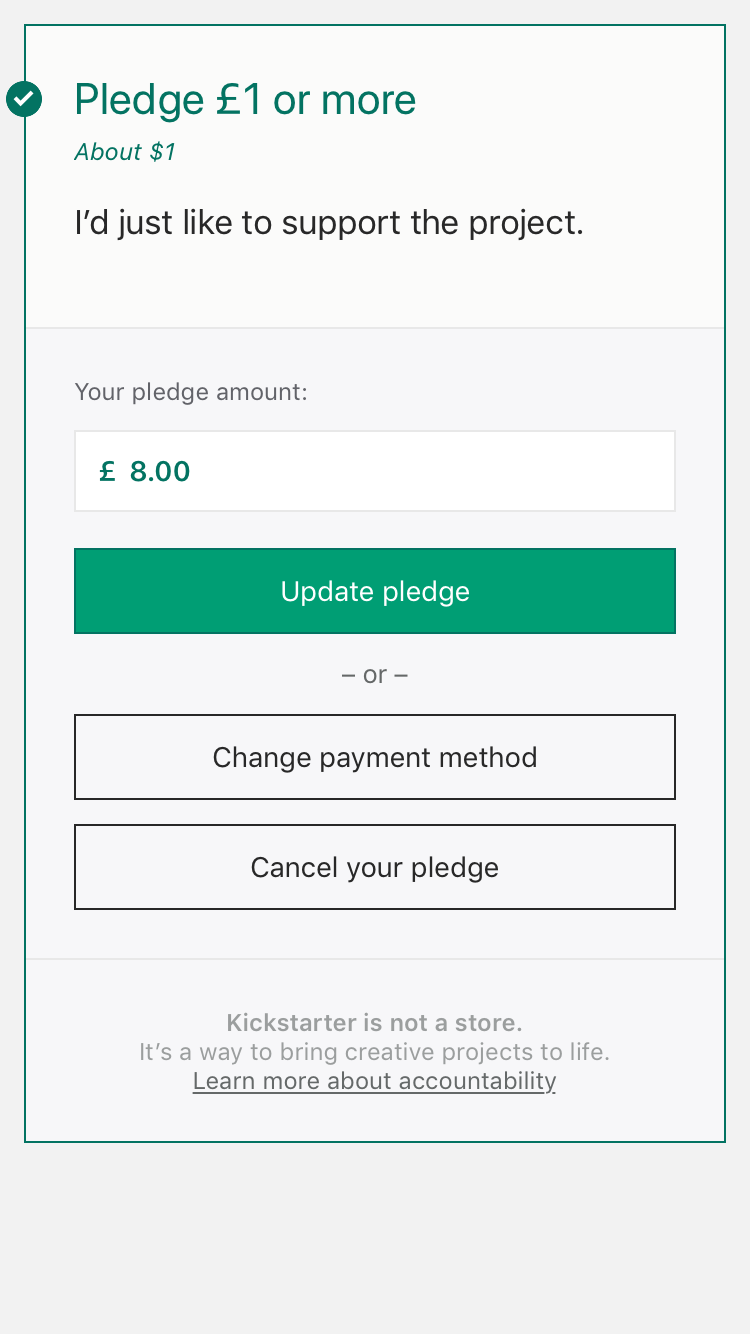 Pledge £1 or more
About $1
I’d just like to support the project.
Your pledge amount:
£ 8.00
Update pledge
– or –
Change payment method
Cancel your pledge
Kickstarter is not a store.
It’s a way to bring creative projects to life.
Learn more about accountability